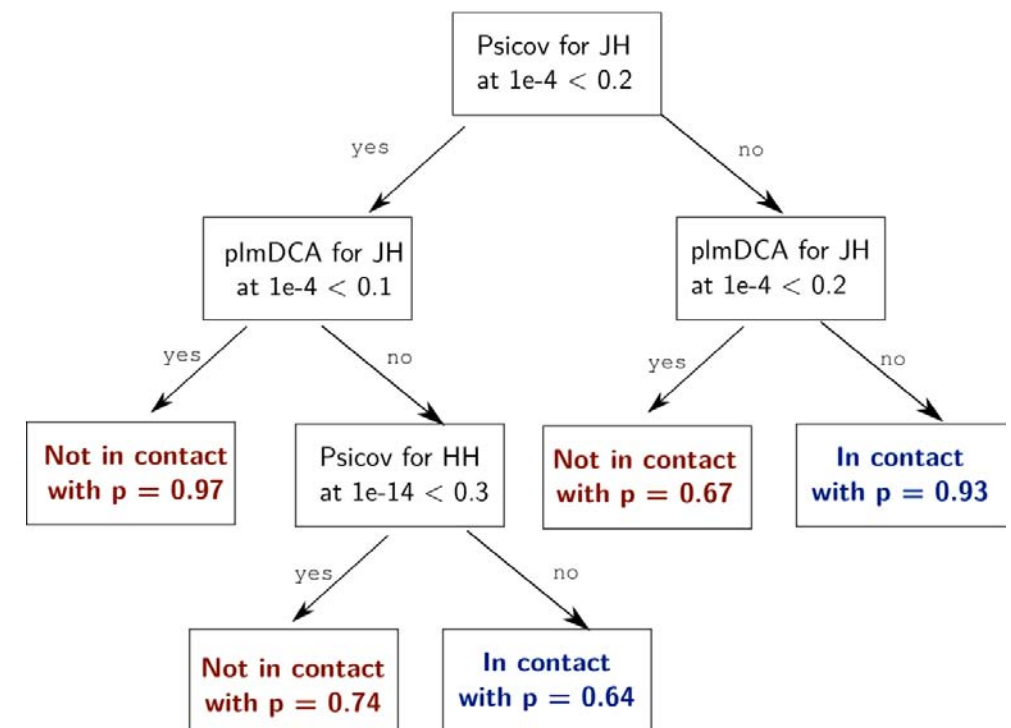 Psicov for JH
at 1e-4 < 0.2
yes
no
plmDCA for JH
at 1e-4 < 0.1
plmDCA for JH
at 1e-4 < 0.2
yes
no
yes
no
Not in contact
with p = 0.97
Psicov for HH
at 1e-14 < 0.3
Not in contact
with p = 0.67
In contact
with p = 0.93
yes
no
Not in contact
with p = 0.74
In contact
with p = 0.64